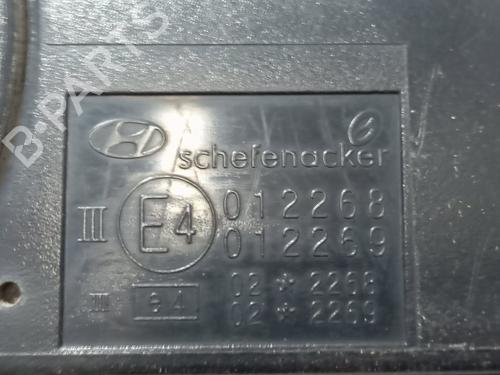 B-PARTS
schefenacker
III E4 012268
012269
III e4 02*2268
02*2269